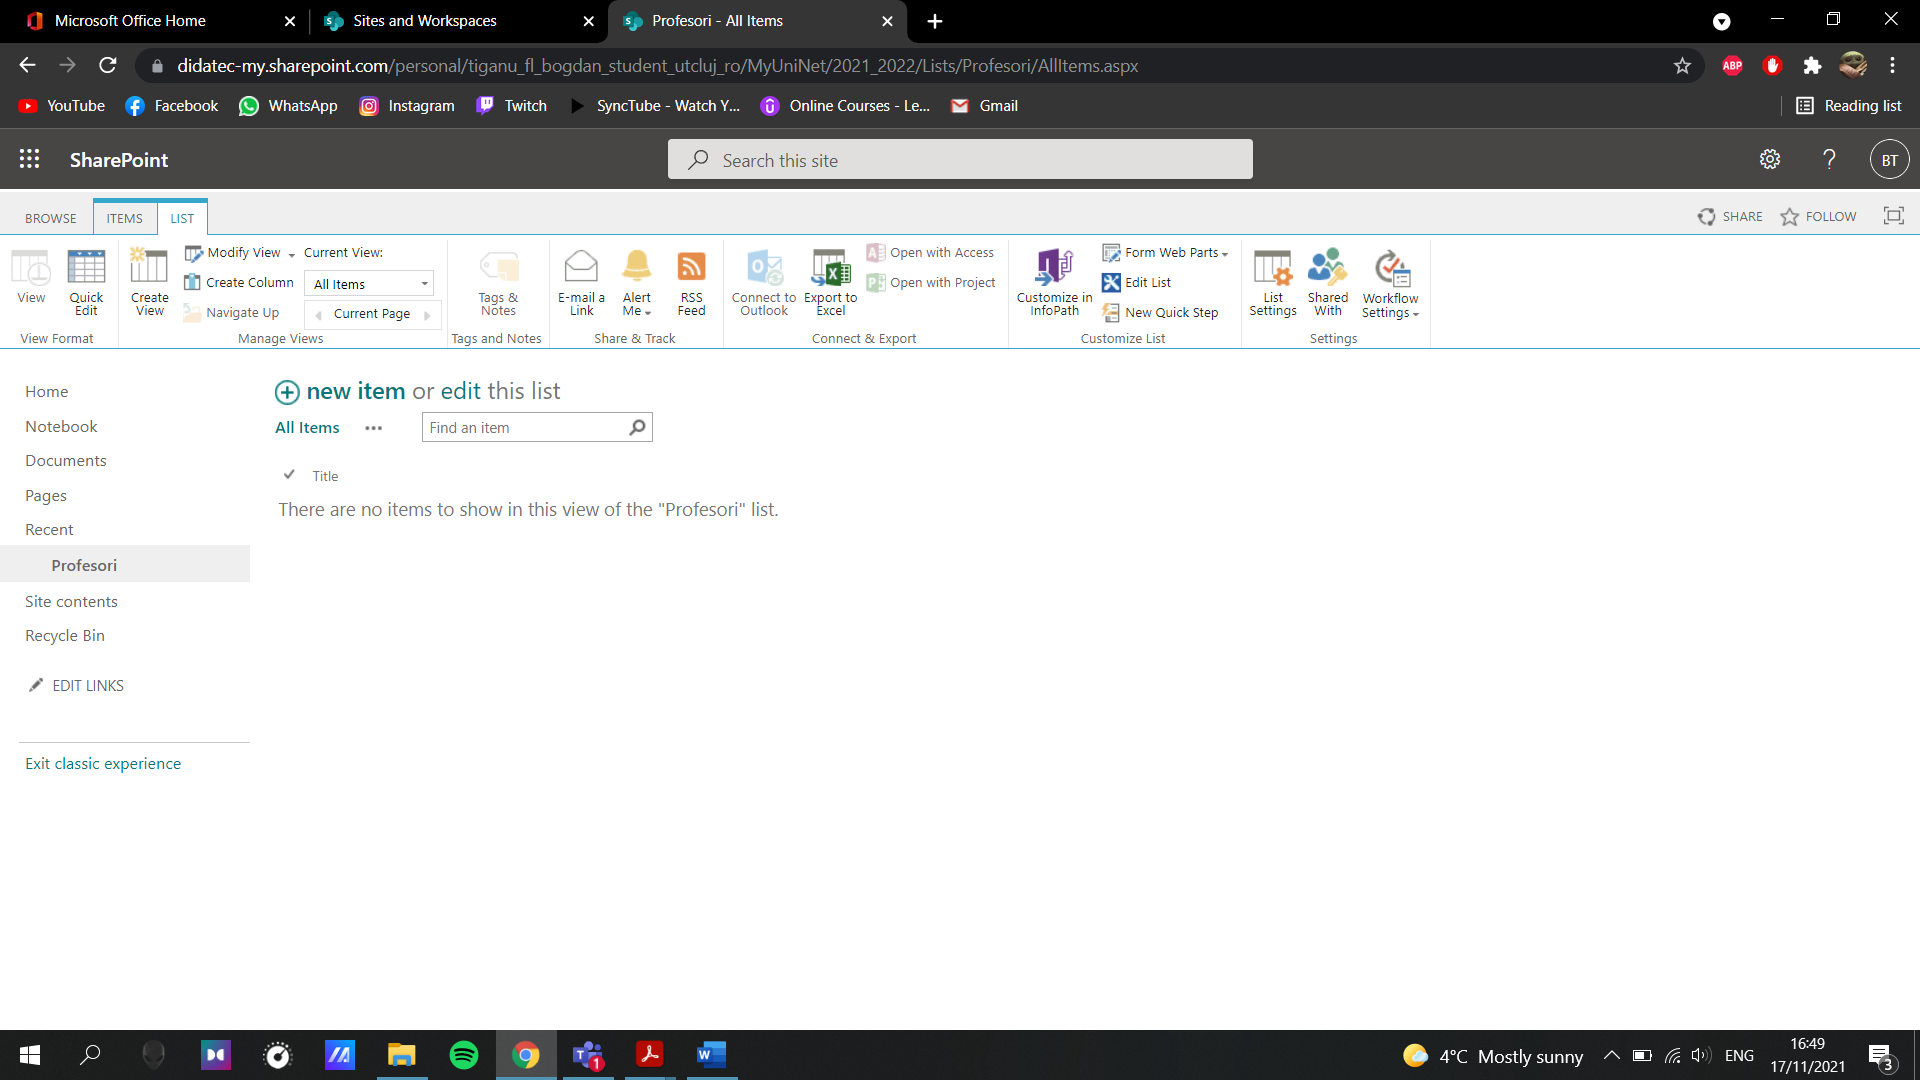 Microsoft Office Home
Sites and Workspaces
Profesori - All Items
didatec-my.sharepoint.com/personal/tiganu_fl_bogdan_student_utcluj_ro/MyUniNet/2021_2022/Lists/Profesori/AllItems.aspx
ABP
YouTube
Facebook
WhatsApp
Instagram
Twitch
SyncTube - Watch Y...
Online Courses - Le...
Gmail
Reading list
SharePoint
Search this site
BT
BROWSE
ITEMS
LIST
SHARE
FOLLOW
View
Quick Edit
View Format
Create View
Modify View
Create Column
Navigate Up
Current View:
All Items
Current Page
Manage Views
Tags & Notes
Tags and Notes
E-mail a Link
Alert Me
RSS Feed
Share & Track
Connect to Outlook
Export to Excel
Open with Access
Open with Project
Connect & Export
Customize in InfoPath
Form Web Parts
Edit List
New Quick Step
Customize List
List Settings
Shared With
Workflow Settings
Settings
Home
Notebook
Documents
Pages
Recent
Profesori
Site contents
Recycle Bin
EDIT LINKS
Exit classic experience
new item or edit this list
All Items
Find an item
Title
There are no items to show in this view of the "Profesori" list.
4°C Mostly sunny
ENG
16:49
17/11/2021
3
1